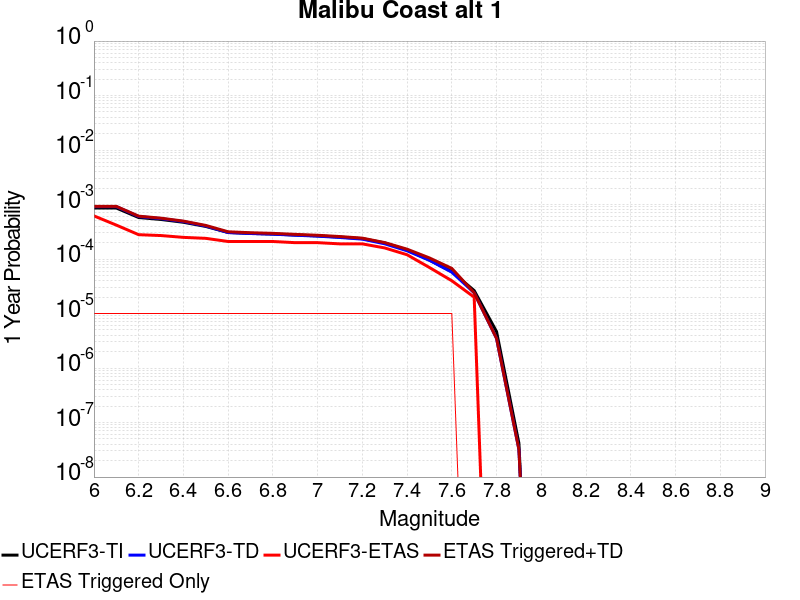 Malibu Coast alt 1
1 Year Probability
10^0
10^-1
10^-2
10^-3
10^-4
10^-5
10^-6
10^-7
10^-8
6 6.2 6.4 6.6 6.8 7 7.2 7.4 7.6 7.8 8 8.2 8.4 8.6 8.8 9
Magnitude
UCERF3-TI UCERF3-TD UCERF3-ETAS ETAS Triggered+TD
ETAS Triggered Only